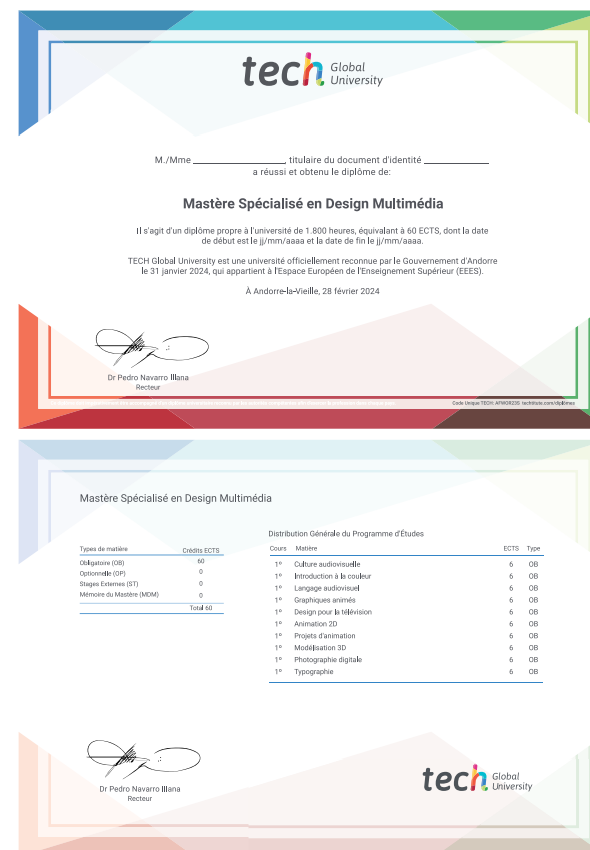 tech Global
University
M./Mme ______________, titulaire du document d'identité __________
a réussi et obtenu le diplôme de:
Mastère Spécialisé en Design Multimédia
Il s'agit d'un diplôme propre à l'université de 1.800 heures, équivalant à 60 ECTS, dont la date
de début est le jj/mm/aaaa et la date de fin le jj/mm/aaaa.
TECH Global University est une université officiellement reconnue par le Gouvernement d'Andorre
le 31 janvier 2024, qui appartient à l'Espace Européen de l'Enseignement Supérieur (EEES).
À Andorre-la-Vieille, 28 février 2024
Dr Pedro Navarro Illana
Recteur
Code Unique TECH: AFWOR23S techtitute.com/diplômes
Mastère Spécialisé en Design Multimédia
Types de matière Crédits ECTS
Obligatoire (OB) 60
Optionnelle (OP) 0
Stages Externes (ST) 0
Mémoire du Mastère (MDM) 0
Total 60
Distribution Générale du Programme d'Études
Cours Matière ECTS Type
1º Culture audiovisuelle 6 OB
1º Introduction à la couleur 6 OB
1º Langage audiovisuel 6 OB
1º Graphiques animés 6 OB
1º Design pour la télévision 6 OB
1º Animation 2D 6 OB
1º Projets d'animation 6 OB
1º Modélisation 3D 6 OB
1º Photographie digitale 6 OB
1º Typographie 6 OB
Dr Pedro Navarro Illana
Recteur
tech Global
University